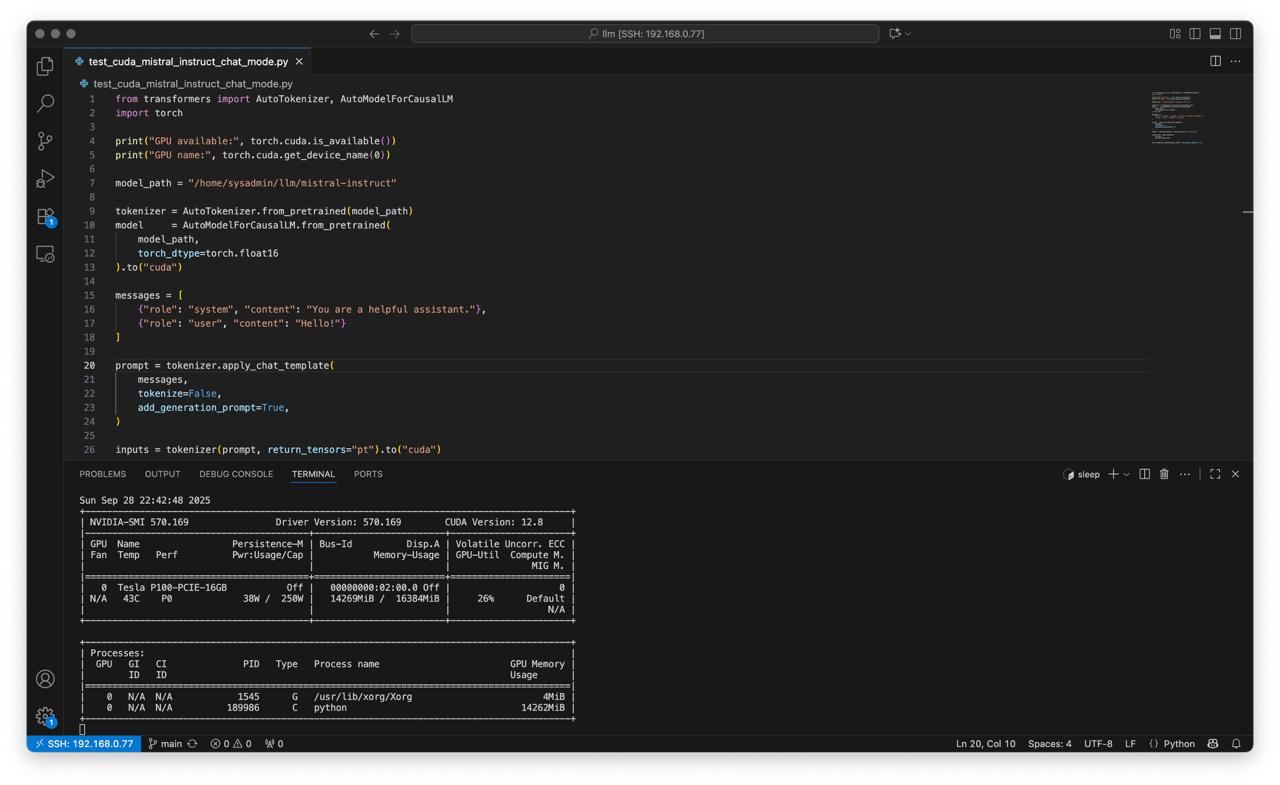 llm [SSH: 192.168.0.77]
test_cuda_mistral_instruct_chat_mode.py
test_cuda_mistral_instruct_chat_mode.py
1 from transformers import AutoTokenizer, AutoModelForCausalLM
2 import torch
3
4 print("GPU available:", torch.cuda.is_available())
5 print("GPU name:", torch.cuda.get_device_name(0))
6
7 model_path = "/home/sysadmin/llm/mistral-instruct"
8
9 tokenizer = AutoTokenizer.from_pretrained(model_path)
10 model     = AutoModelForCausalLM.from_pretrained(
11     model_path,
12     torch_dtype=torch.float16
13 ).to("cuda")
14
15 messages = [
16     {"role": "system", "content": "You are a helpful assistant."},
17     {"role": "user", "content": "Hello!"}
18 ]
19
20 prompt = tokenizer.apply_chat_template(
21     messages,
22     tokenize=False,
23     add_generation_prompt=True,
24 )
25
26 inputs = tokenizer(prompt, return_tensors="pt").to("cuda")
1
PROBLEMS OUTPUT DEBUG CONSOLE TERMINAL PORTS sleep
Sun Sep 28 22:42:48 2025
+-----------------------------------------------------------------------------+
| NVIDIA-SMI 570.169 Driver Version: 570.169 CUDA Version: 12.8 |
|-------------------------------+----------------------+----------------------+
| GPU Name Persistence-M | Bus-Id Disp.A | Volatile Uncorr. ECC |
| Fan Temp Perf Pwr:Usage/Cap | Memory-Usage | GPU-Util Compute M. |
| | | MIG M. |
|===============================+======================+======================|
| 0 Tesla P100-PCIE-16GB Off | 00000000:02:00.0 Off | 0 |
| N/A 43C P0 38W / 250W | 14269MiB / 16384MiB | 26% Default |
| | | N/A |
+-------------------------------+----------------------+----------------------+
+-----------------------------------------------------------------------------+
| Processes: |
| GPU GI CI PID Type Process name GPU Memory |
| ID ID Usage |
|=============================================================================|
| 0 N/A N/A 1545 G /usr/lib/xorg/Xorg 4MiB |
| 0 N/A N/A 189986 C python 14262MiB |
+-----------------------------------------------------------------------------+
1
SSH: 192.168.0.77 main 0 0 0 Ln 20, Col 10 Spaces: 4 UTF-8 LF {} Python